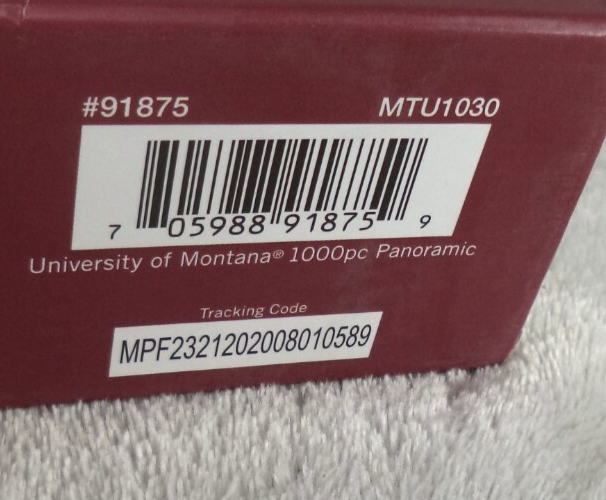 #91875 MTU1030
7 05988 91875 9
University of Montana® 1000pc Panoramic
Tracking Code
MPF2321202008010589